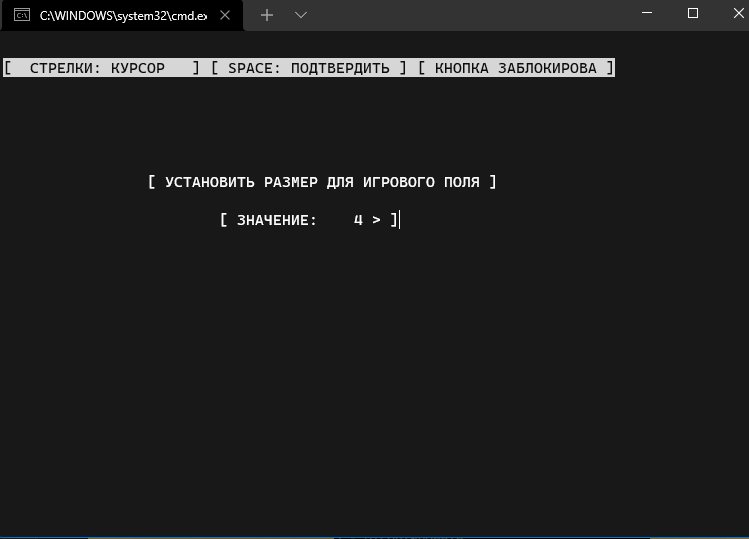 C:\WINDOWS\system32\cmd.ex
[  СТРЕЛКИ: КУРСОР   ] [ SPACE: ПОДТВЕРДИТЬ ] [ КНОПКА ЗАБЛОКИРОВА ]
[ УСТАНОВИТЬ РАЗМЕР ДЛЯ ИГРОВОГО ПОЛЯ ]
[ ЗНАЧЕНИЕ:    4 > ]